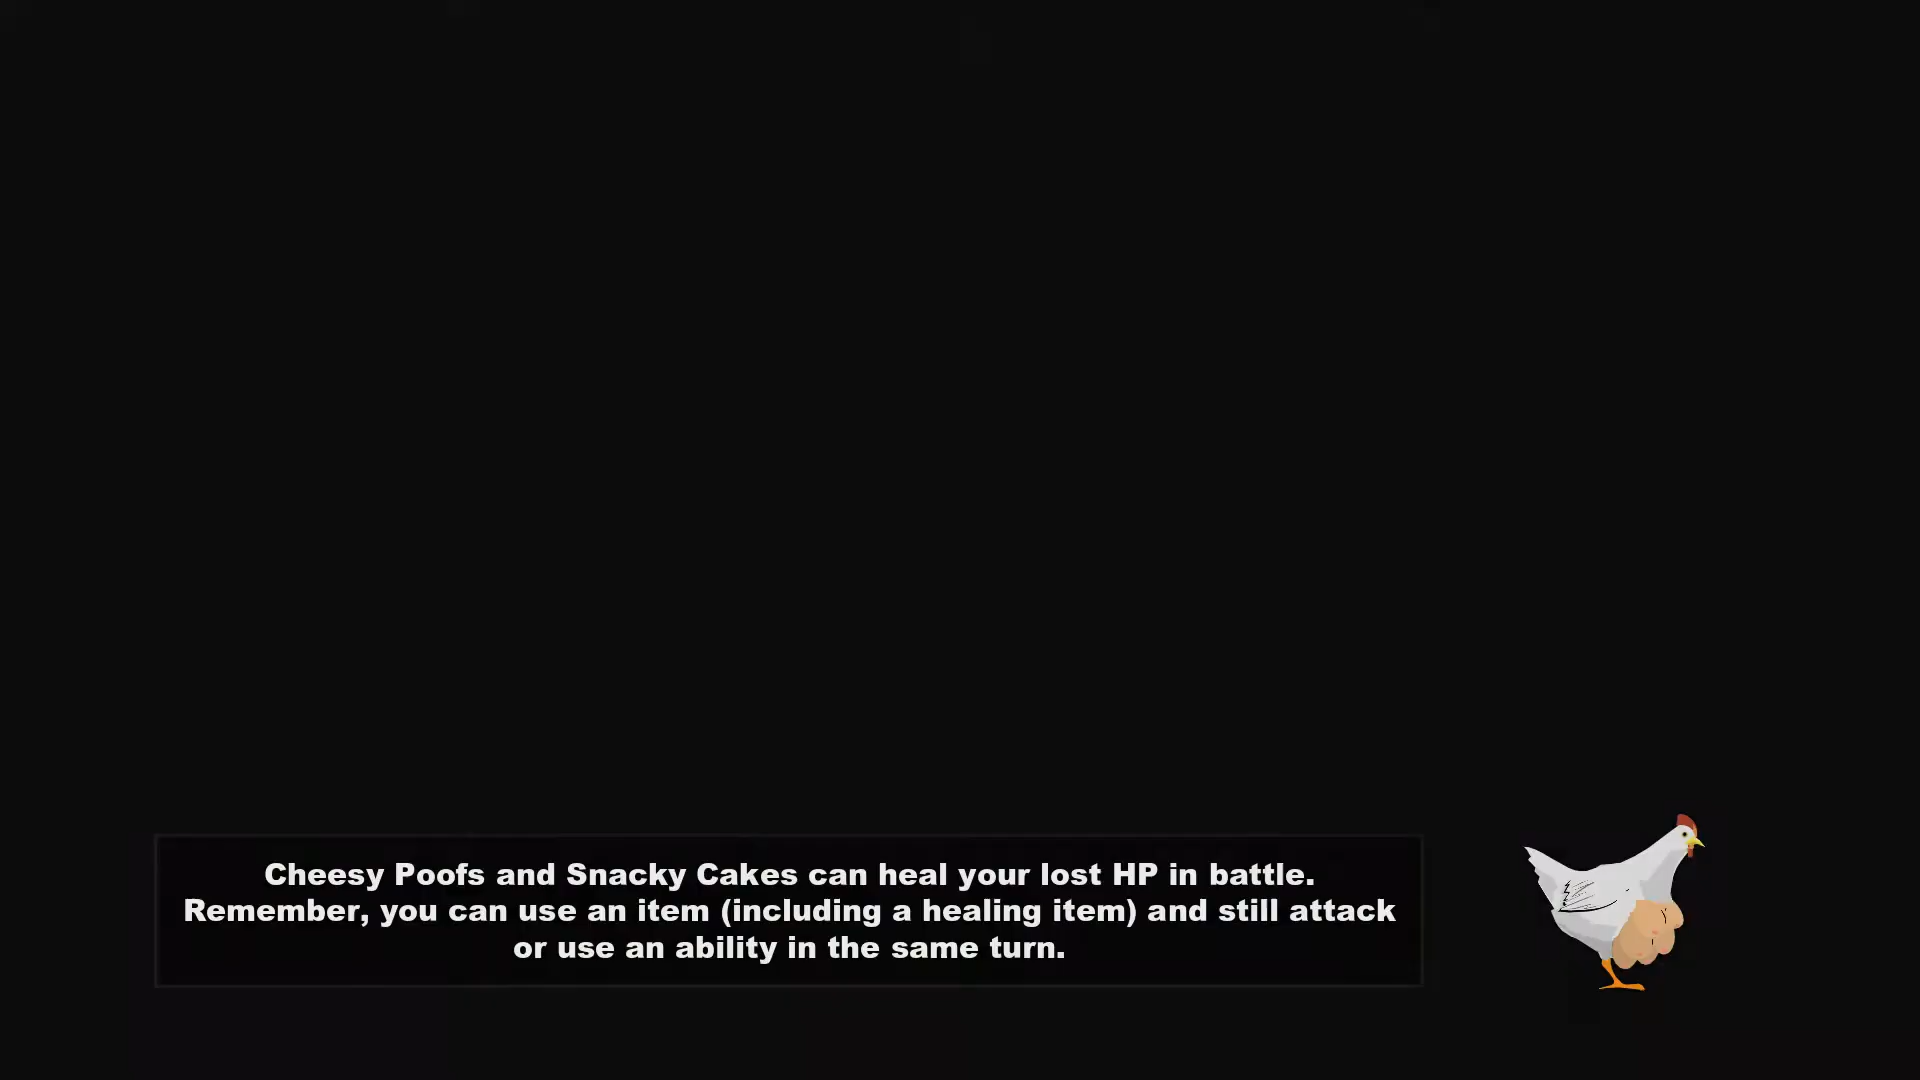 Cheesy Poofs and Snacky Cakes can heal your lost HP in battle.
Remember, you can use an item (including a healing item) and still attack
or use an ability in the same turn.